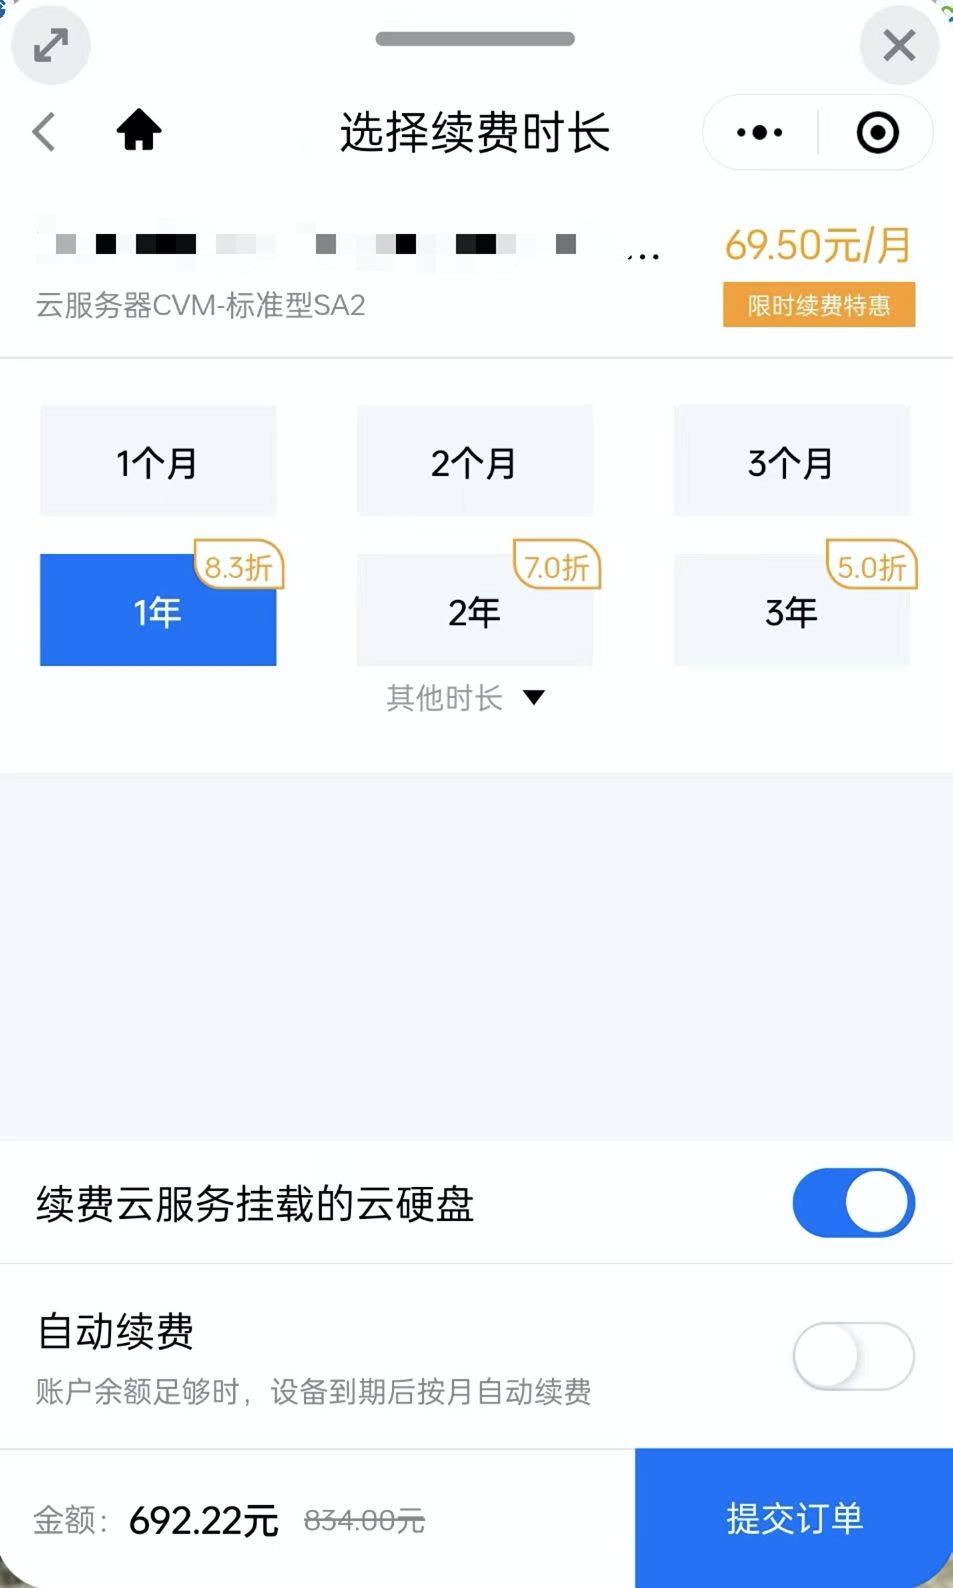 选择续费时长
...
69.50元/月
云服务器CVM-标准型SA2
限时续费特惠
1个月
2个月
3个月
8.3折
7.0折
5.0折
1年
2年
3年
其他时长
续费云服务挂载的云硬盘
自动续费
账户余额足够时，设备到期后按月自动续费
金额：692.22元 834.00元
提交订单